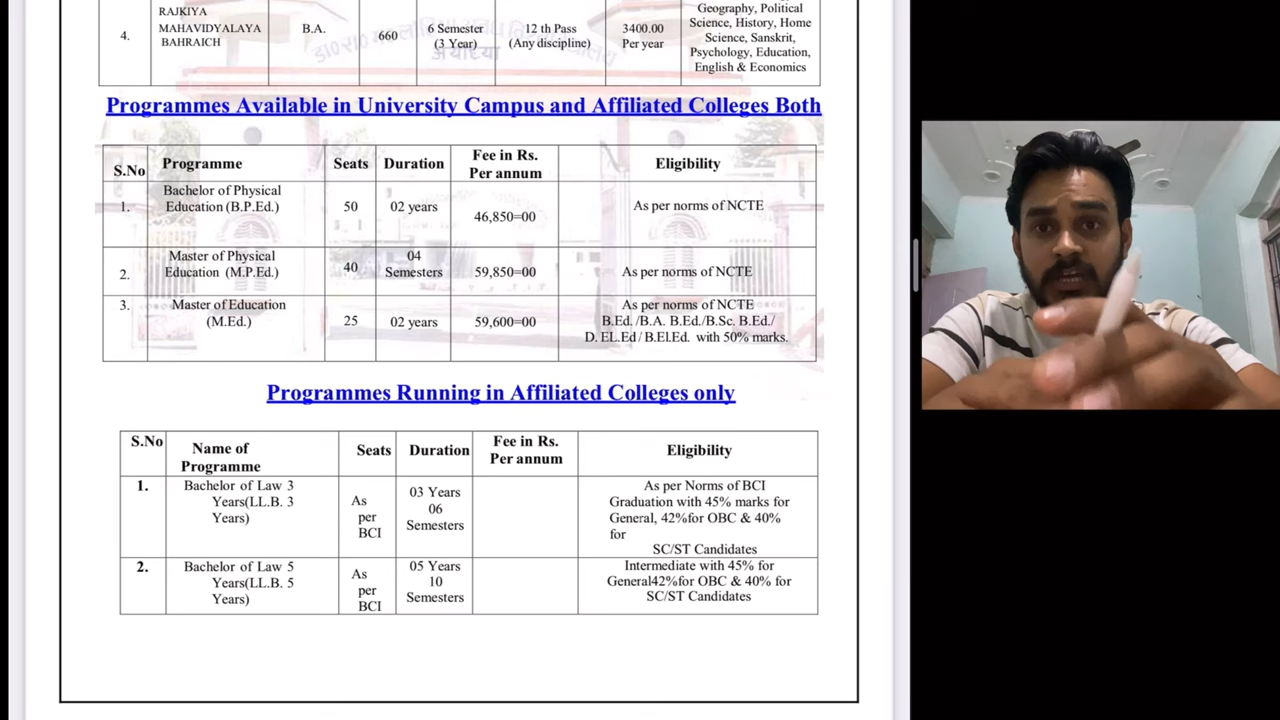 Geography, Political
RAJKIYA
MAHAVIDYALAYA
BAHRAICH
4.
B.A.
660
6 Semester
(3 Year)
12 th Pass
(Any discipline)
3400.00
Per year
Science, History, Home
Science, Sanskrit,
Psychology, Education,
English & Economics
अयोध्या
Programmes Available in University Campus and Affiliated Colleges Both
S.No
Programme
Seats
Duration
Fee in Rs.
Per annum
Eligibility
1.
Bachelor of Physical
Education (B.P.Ed.)
50
02 years
46,850=00
As per norms of NCTE
2.
Master of Physical
Education (M.P.Ed.)
40
04
Semesters
59,850=00
As per norms of NCTE
3.
Master of Education
(M.Ed.)
25
02 years
59,600=00
As per norms of NCTE
B.Ed./B.A. B.Ed./B.Sc. B.Ed./
D. EL.Ed / B.El.Ed. with 50% marks.
Programmes Running in Affiliated Colleges only
S.No
Name of
Programme
Seats
Duration
Fee in Rs.
Per annum
Eligibility
1.
Bachelor of Law 3
Years(LL.B. 3
Years)
As
per
BCI
03 Years
06
Semesters
As per Norms of BCI
Graduation with 45% marks for
General, 42%for OBC & 40%
for
SC/ST Candidates
2.
Bachelor of Law 5
Years(LL.B. 5
Years)
As
per
BCI
05 Years
10
Semesters
Intermediate with 45% for
General42%for OBC & 40% for
SC/ST Candidates